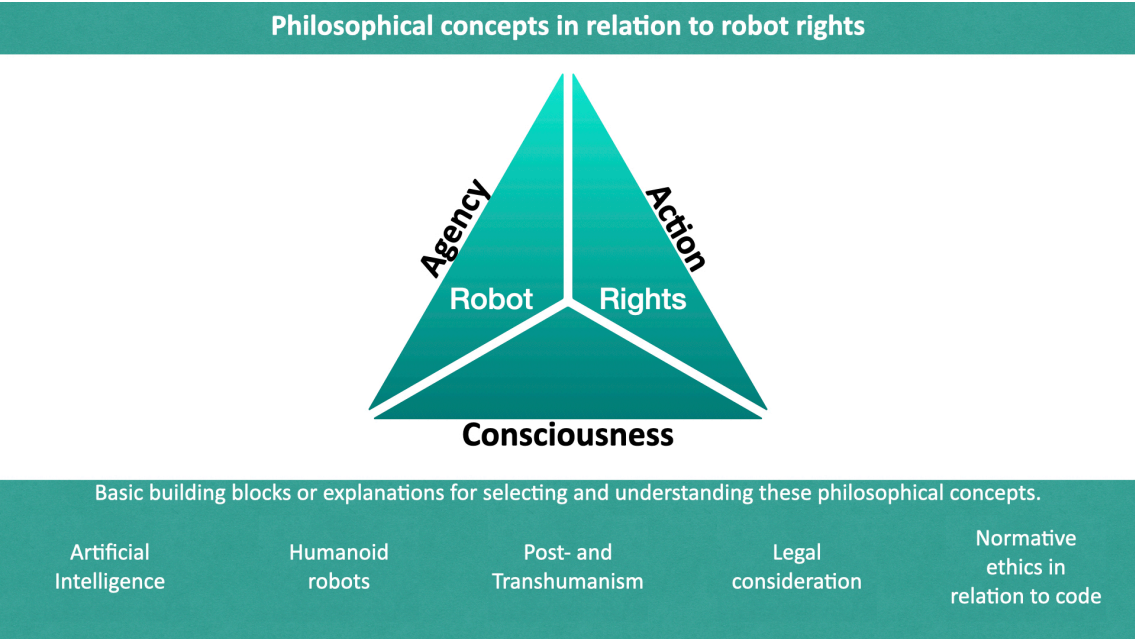 Philosophical concepts in relation to robot rights
Agency
Action
Robot
Rights
Consciousness
Basic building blocks or explanations for selecting and understanding these philosophical concepts.
Artificial
Intelligence
Humanoid
robots
Post- and
Transhumanism
Legal
consideration
Normative
ethics in
relation to code